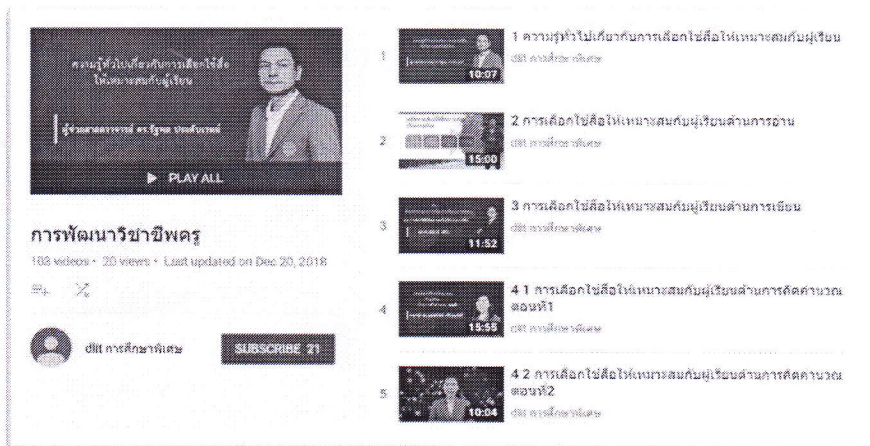 ความรู้ทั่วไปเกี่ยวกับการเลือกใช้สื่อ
ให้เหมาะสมกับผู้เรียน
ผู้ช่วยศาสตราจารย์ ดร.
PLAY ALL
การพัฒนาวิชาชีพครู
103 videos • 20 views • Last updated on Dec 20, 2018
dltt การศึกษาพิเศษ
SUBSCRIBE 21
1
10:07
1 ความรู้ทั่วไปเกี่ยวกับการเลือกใช้สื่อให้เหมาะสมกับผู้เรียน
การศึกษาพิเศษ
2
15:00
2 การเลือกใช้สื่อให้เหมาะสมกับผู้เรียนด้านการอ่าน
การศึกษาพิเศษ
3
11:52
3 การเลือกใช้สื่อให้เหมาะสมกับผู้เรียนด้านการเขียน
การศึกษาพิเศษ
4
15:55
4 1 การเลือกใช้สื่อให้เหมาะสมกับผู้เรียนด้านการคิดคำนวณ
ตอนที่1
การศึกษาพิเศษ
5
10:04
4 2 การเลือกใช้สื่อให้เหมาะสมกับผู้เรียนด้านการคิดคำนวณ
ตอนที่2
การศึกษาพิเศษ